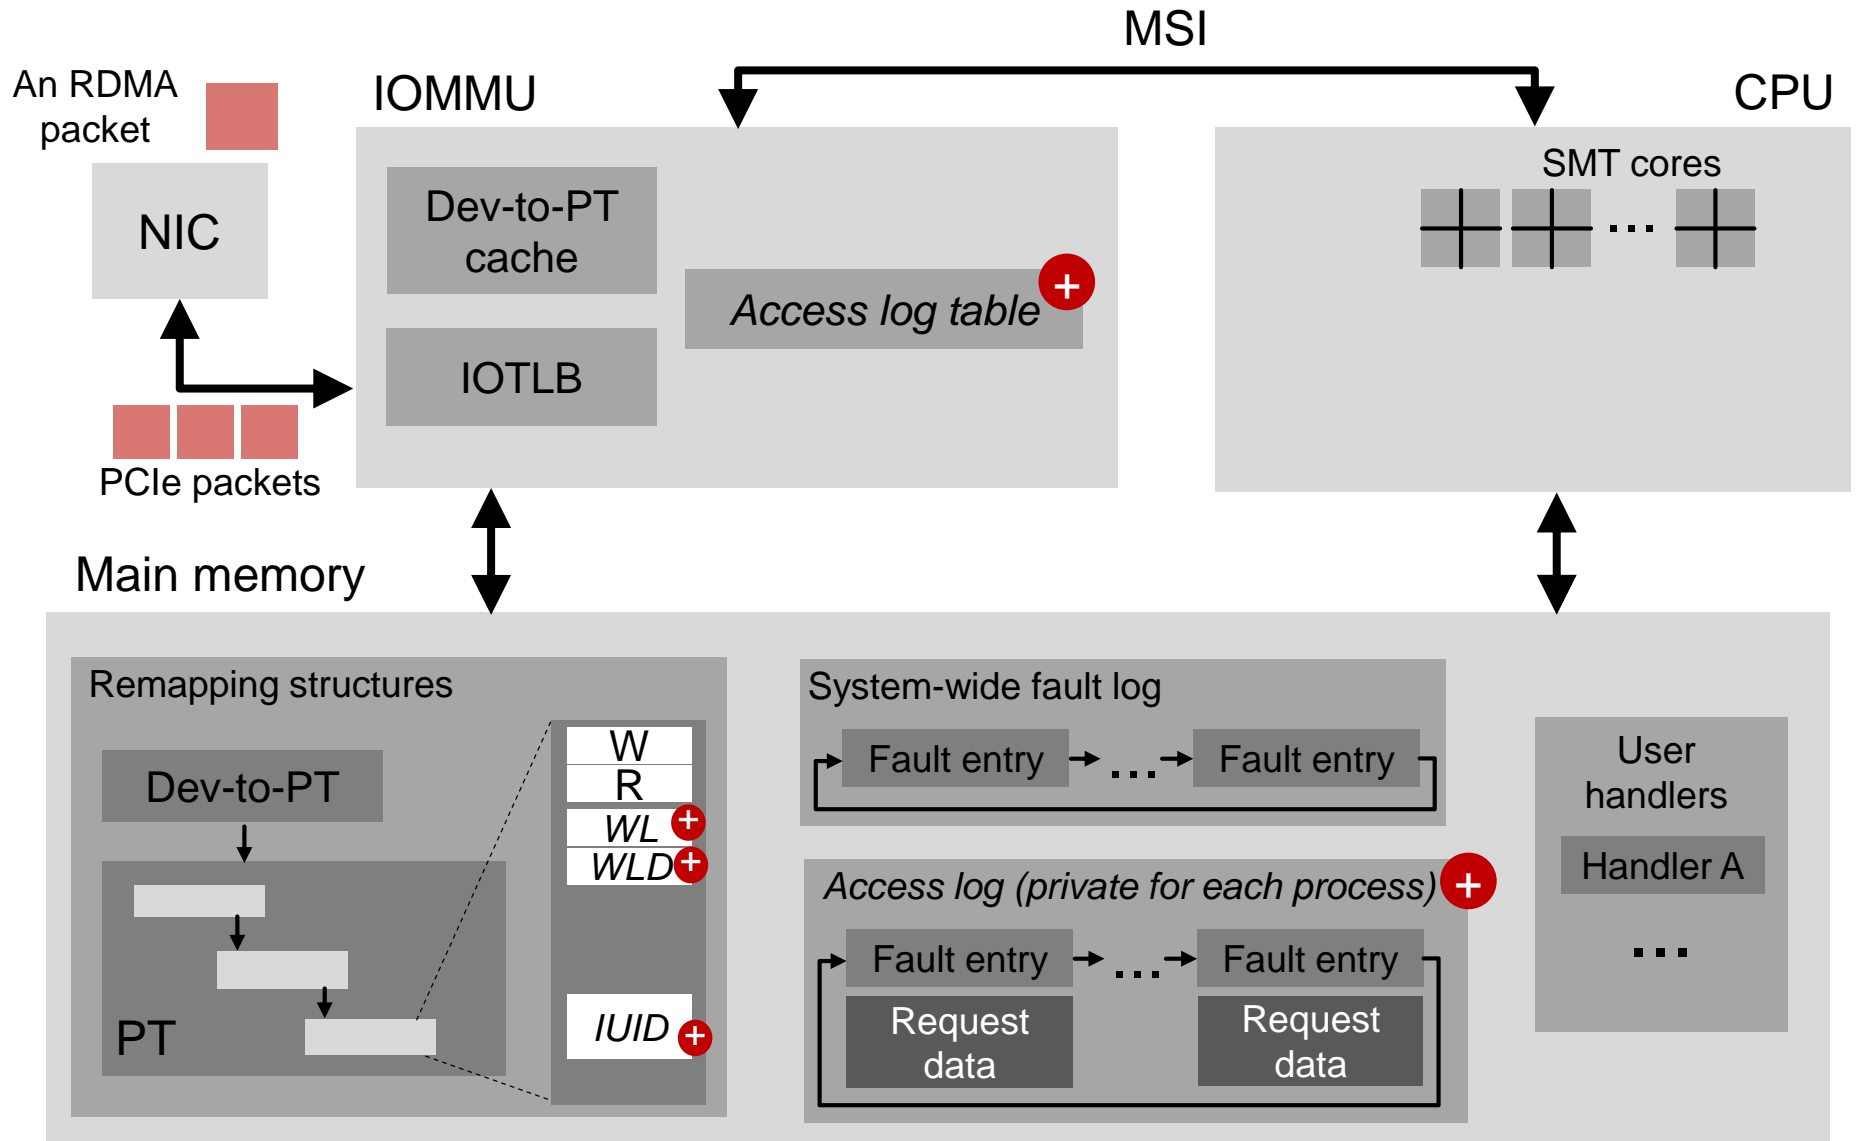 MSI
An RDMA
packet
IOMMU
CPU
NIC
Dev-to-PT
cache
Access log table
+
IOTLB
SMT cores
...
PCIe packets
Main memory
Remapping structures
Dev-to-PT
PT
W
R
WL
+
WLD
+
IUID
+
System-wide fault log
Fault entry
...
Fault entry
Access log (private for each process)
+
Fault entry
...
Fault entry
Request
data
Request
data
User
handlers
Handler A
...